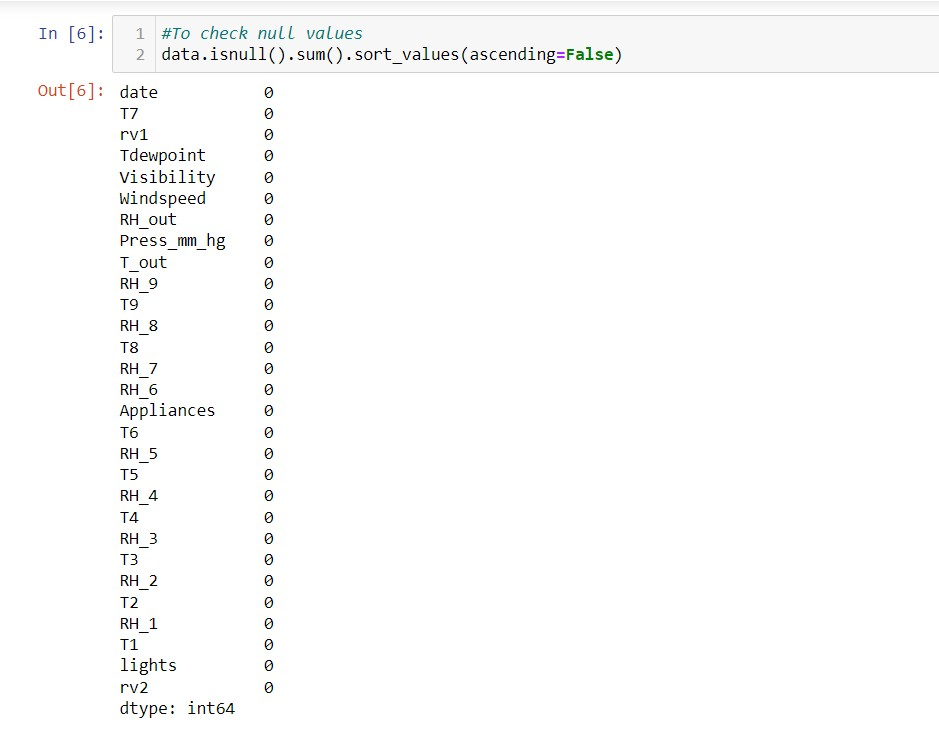 In [6]:
1 #To check null values
2 data.isnull().sum().sort_values(ascending=False)
Out[6]:
date 0
T7 0
rv1 0
Tdewpoint 0
Visibility 0
Windspeed 0
RH_out 0
Press_mm_hg 0
T_out 0
RH_9 0
T9 0
RH_8 0
T8 0
RH_7 0
RH_6 0
Appliances 0
T6 0
RH_5 0
T5 0
RH_4 0
T4 0
RH_3 0
T3 0
RH_2 0
T2 0
RH_1 0
T1 0
lights 0
rv2 0
dtype: int64